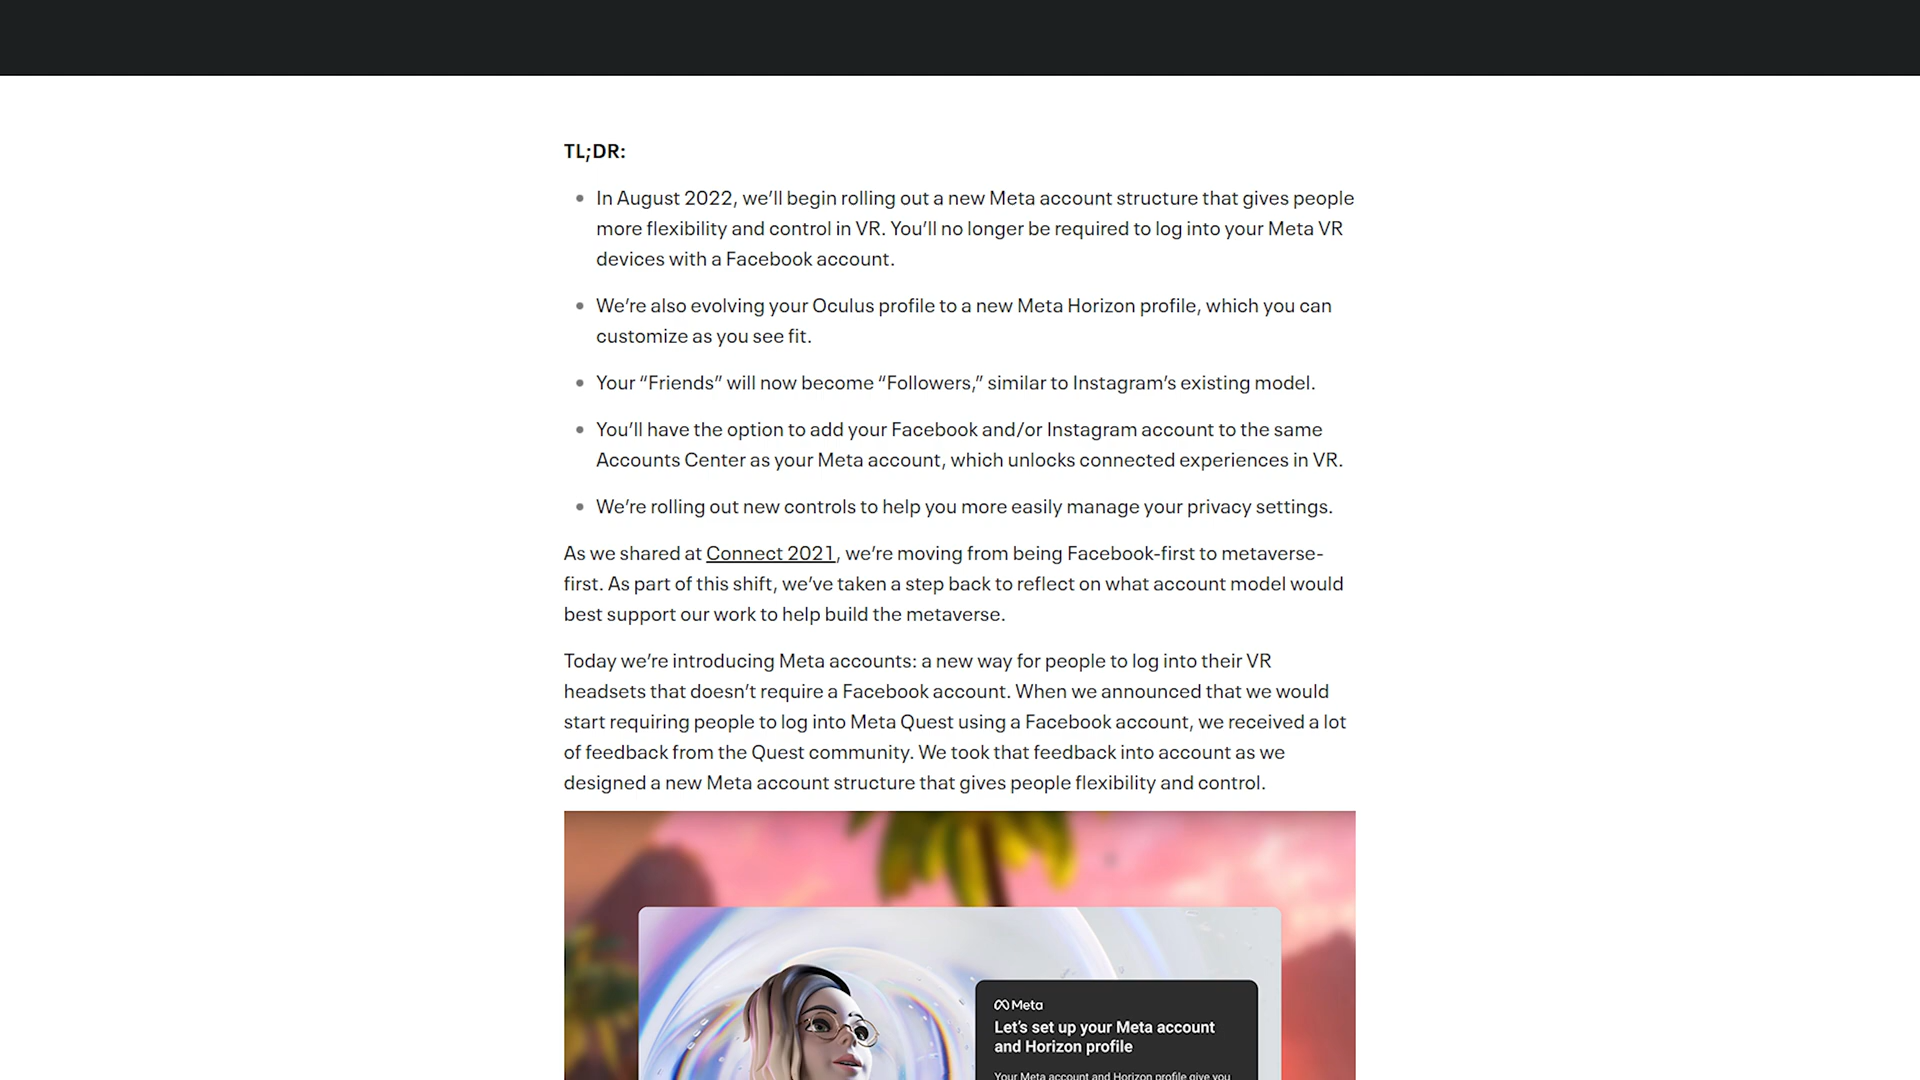 TL;DR:
In August 2022, we’ll begin rolling out a new Meta account structure that gives people
more flexibility and control in VR. You’ll no longer be required to log into your Meta VR
devices with a Facebook account.
We’re also evolving your Oculus profile to a new Meta Horizon profile, which you can
customize as you see fit.
Your “Friends” will now become “Followers,” similar to Instagram’s existing model.
You’ll have the option to add your Facebook and/or Instagram account to the same
Accounts Center as your Meta account, which unlocks connected experiences in VR.
We’re rolling out new controls to help you more easily manage your privacy settings.
As we shared at Connect 2021, we’re moving from being Facebook-first to metaverse-
first. As part of this shift, we’ve taken a step back to reflect on what account model would
best support our work to help build the metaverse.
Today we’re introducing Meta accounts: a new way for people to log into their VR
headsets that doesn’t require a Facebook account. When we announced that we would
start requiring people to log into Meta Quest using a Facebook account, we received a lot
of feedback from the Quest community. We took that feedback into account as we
designed a new Meta account structure that gives people flexibility and control.
Meta
Let’s set up your Meta account
and Horizon profile
Your Meta account and Horizon profile give you